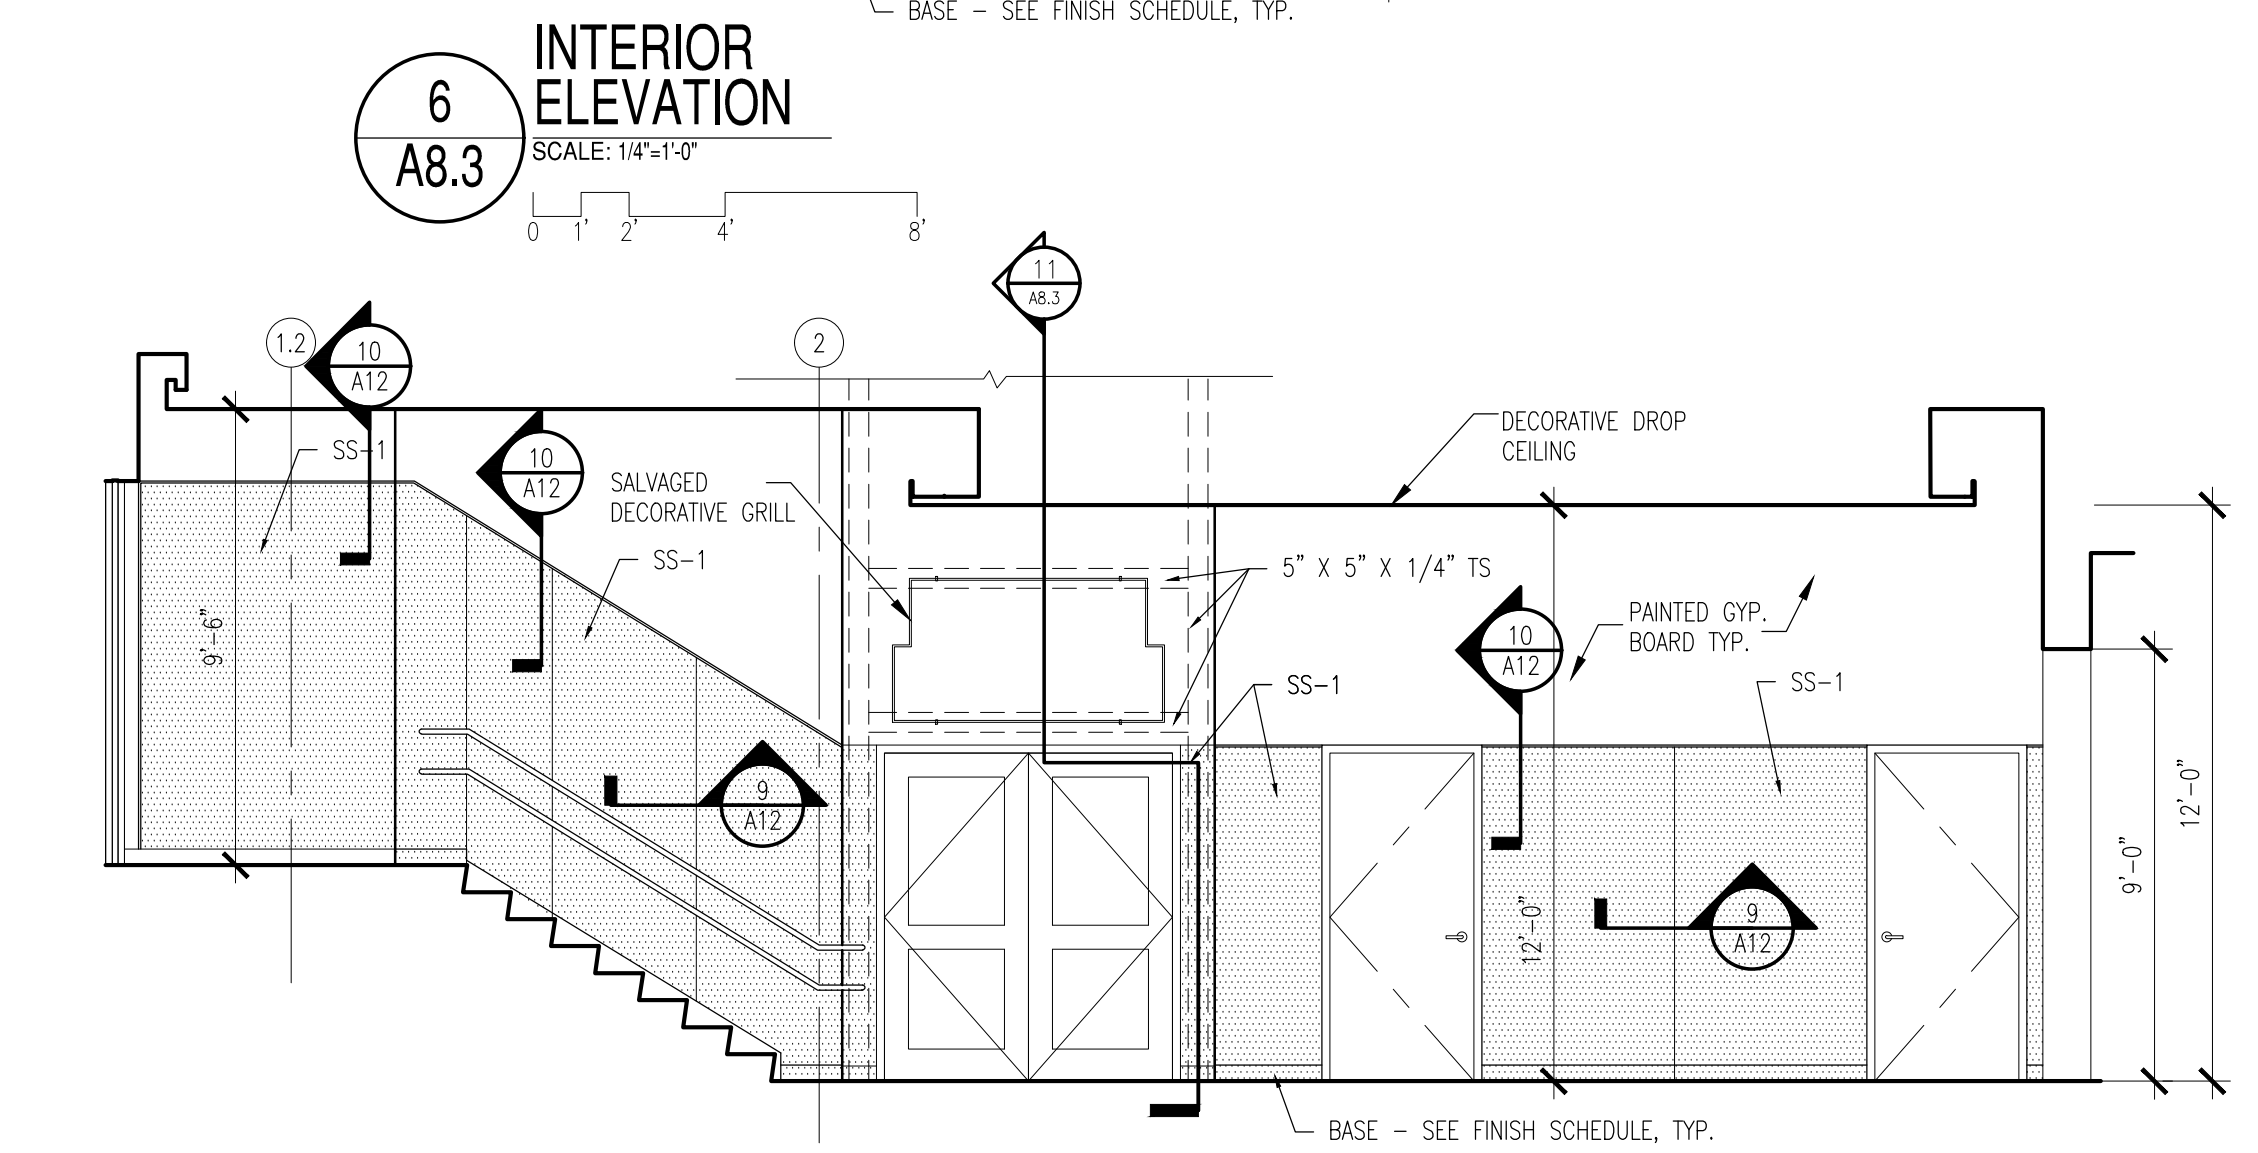 BASE – SEE FINISH SCHEDULE, TYP.
6
A8.3
INTERIOR
ELEVATION
SCALE: 1/4"=1'-0"
0 1' 2' 4' 8'
11
A8.3
1.2
10
A12
2
SS-1
10
A12
SALVAGED
DECORATIVE GRILL
SS-1
DECORATIVE DROP
CEILING
5" X 5" X 1/4" TS
PAINTED GYP.
BOARD TYP.
10
A12
SS-1
SS-1
9'-6"
9
A12
9
A12
12'-0"
9'-0"
12'-0"
BASE – SEE FINISH SCHEDULE, TYP.